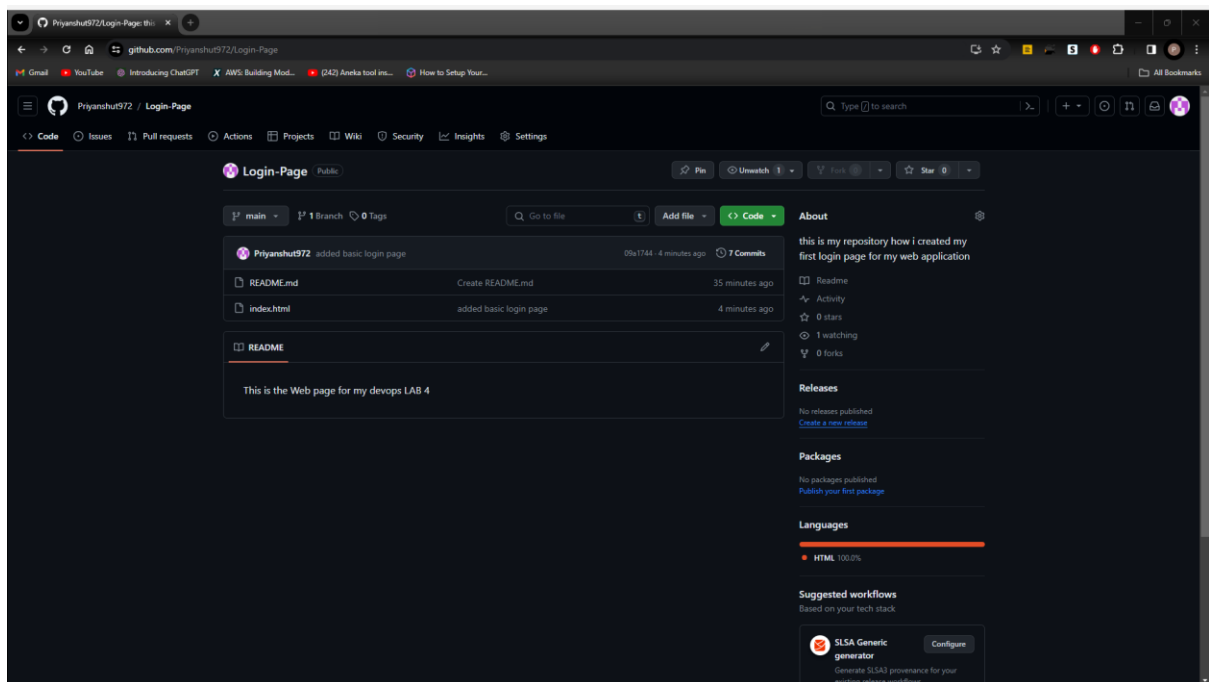 Priyanshut972/Login-Page: this
github.com/Priyanshut972/Login-Page
Gmail YouTube Introducing ChatGPT AWS: Building Mod... (242) Aneka tool ins... How to Setup Your... All Bookmarks
Priyanshut972 / Login-Page Type / to search
Code Issues Pull requests Actions Projects Wiki Security Insights Settings
Login-Page Public Pin Unwatch 1 Fork 0 Star 0
main 1 Branch 0 Tags Go to file t Add file Code
Priyanshut972 added basic login page 09a1744 · 4 minutes ago 7 Commits
README.md Create README.md 35 minutes ago
index.html added basic login page 4 minutes ago
README
This is the Web page for my devops LAB 4
About
this is my repository how i created my
first login page for my web application
Readme
Activity
0 stars
1 watching
0 forks
Releases
No releases published
Create a new release
Packages
No packages published
Publish your first package
Languages
HTML 100.0%
Suggested workflows
Based on your tech stack
SLSA Generic
generator
Configure
Generate SLSA3 provenance for your
existing release workflows